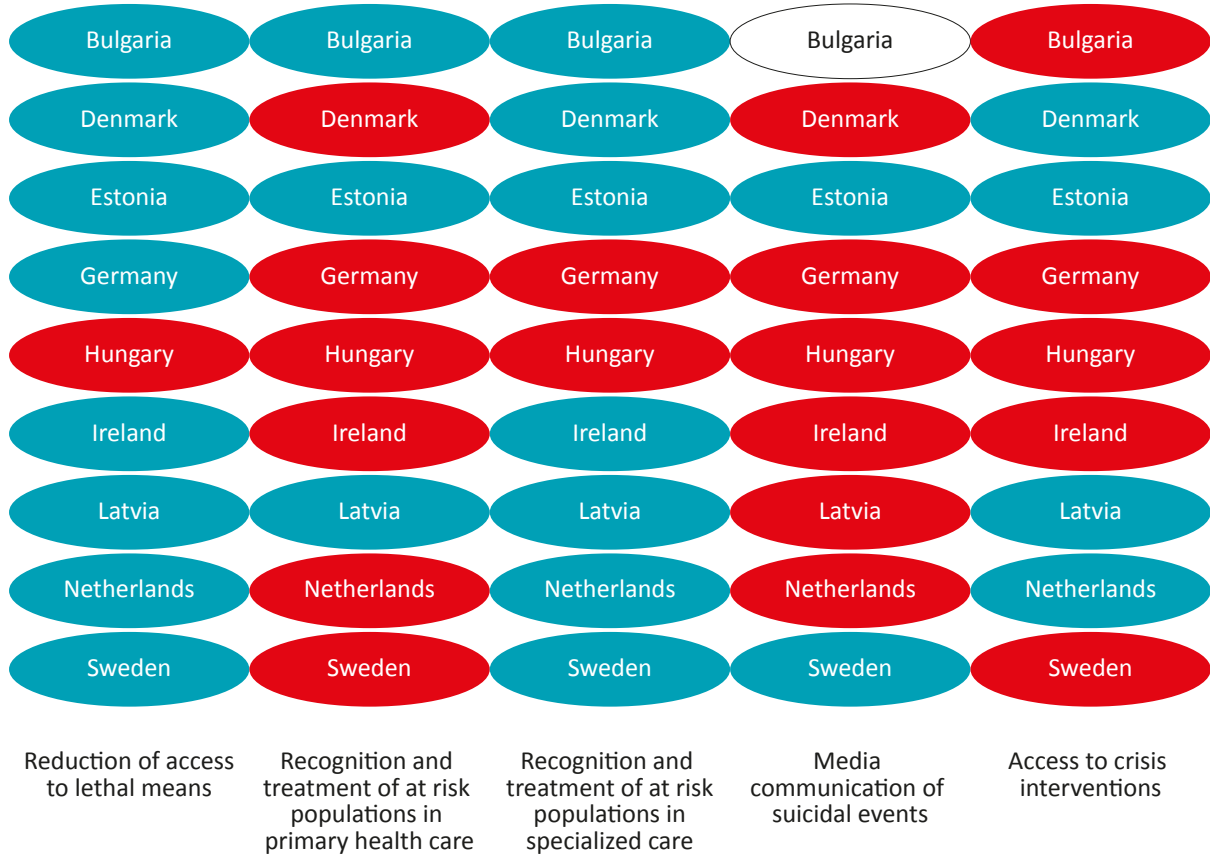 Bulgaria Bulgaria Bulgaria Bulgaria Bulgaria
Denmark Denmark Denmark Denmark Denmark
Estonia Estonia Estonia Estonia Estonia
Germany Germany Germany Germany Germany
Hungary Hungary Hungary Hungary Hungary
Ireland Ireland Ireland Ireland Ireland
Latvia Latvia Latvia Latvia Latvia
Netherlands Netherlands Netherlands Netherlands Netherlands
Sweden Sweden Sweden Sweden Sweden
Reduction of access
to lethal means
Recognition and
treatment of at risk
populations in
primary health care
Recognition and
treatment of at risk
populations in
specialized care
Media
communication of
suicidal events
Access to crisis
interventions